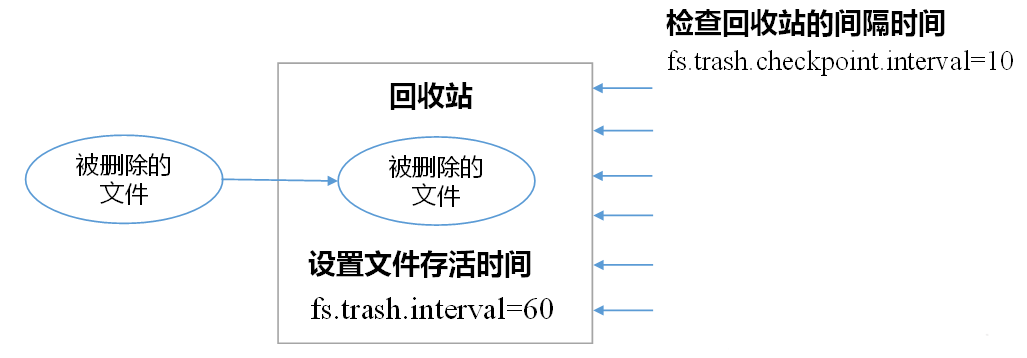 检查回收站的间隔时间
fs.trash.checkpoint.interval=10
回收站
被删除的
文件
被删除的
文件
设置文件存活时间
fs.trash.interval=60